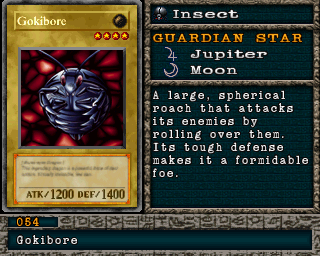 Gokibore
Insect
GUARDIAN STAR
Jupiter
Moon
A large, spherical
roach that attacks
its enemies by
rolling over them.
Its tough defense
makes it a formidable
foe.
ATK/1200 DEF/1400
054
Gokibore